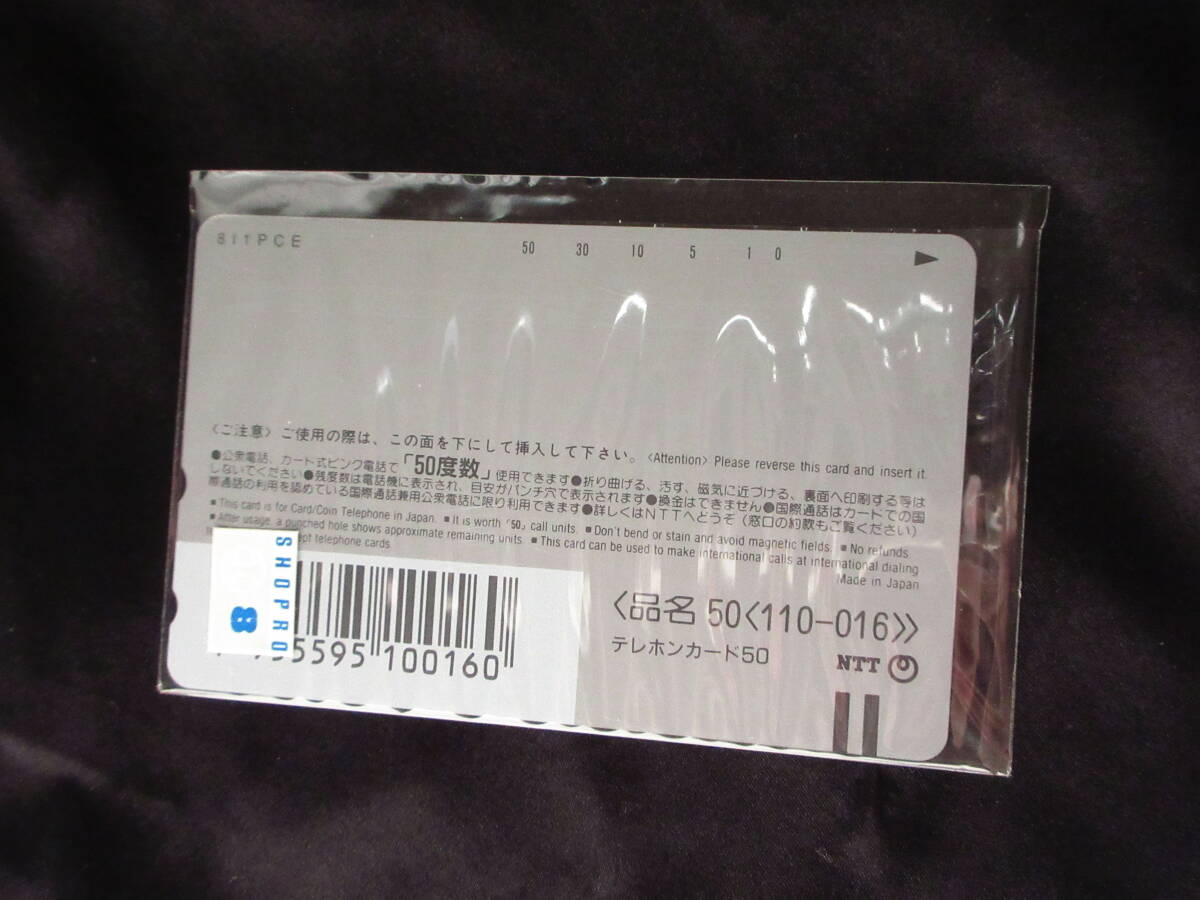 811PCE
50 30 10 5 1 0
〈ご注意〉ご使用の際は、この面を下にして挿入して下さい。〈Attention〉Please reverse this card and insert it.
●公衆電話、カード式ピンク電話で「50度数」使用できます●折り曲げる、汚す、磁気に近づける、裏面へ印刷する等は
しないでください●残度数は電話機に表示され、目安がパンチ穴で表示されます●換金はできません●国際通話はカードでの国
際通話の利用を認めている国際通話兼用公衆電話に限り利用できます●詳しくはNTTへどうぞ（窓口の約款もご覧ください）
■This card is for Card/Coin Telephone in Japan. ■It is worth "50" call units. ■Don't bend or stain and avoid magnetic fields. ■No refunds.
■After usage, a punched hole shows approximate remaining units. ■This card can be used to make international calls at international dialing
telephone cards.
Made in Japan
SHOPRO
8
5595 100160
〈品名 50〈110-016〉〉
テレホンカード50
NTT